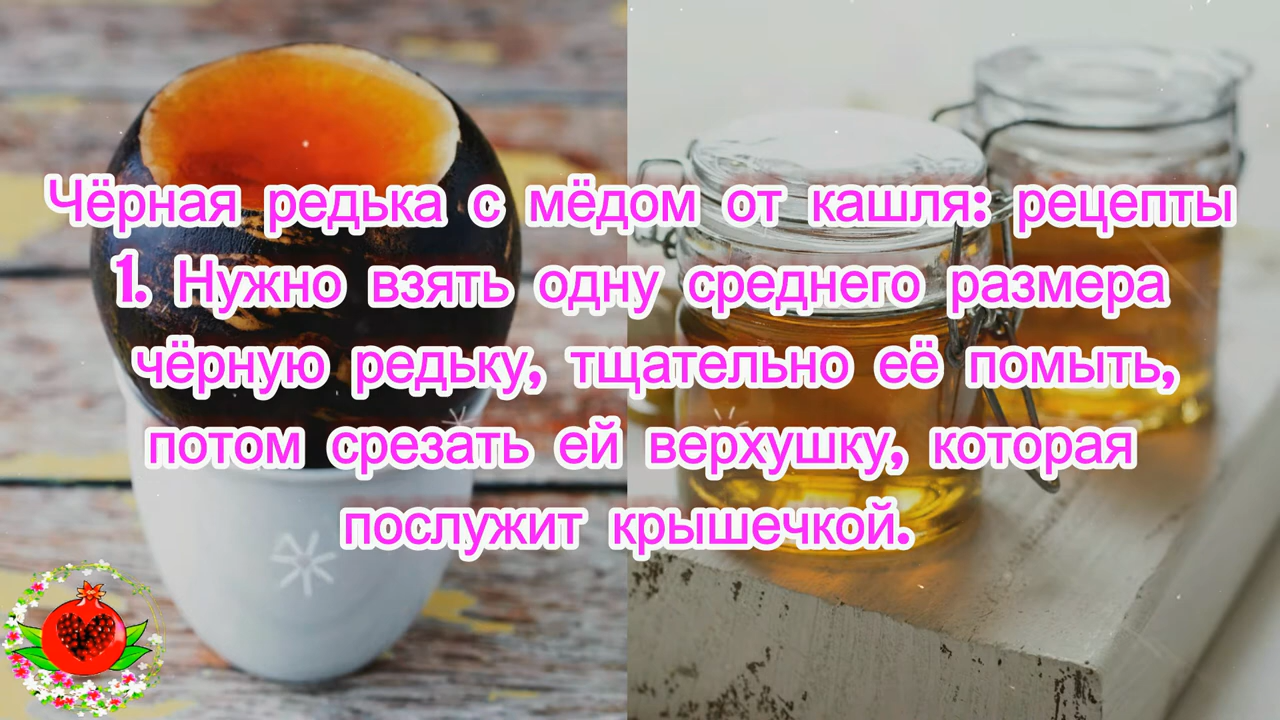 Чёрная редька с мёдом от кашля: рецепты
1. Нужно взять одну среднего размера
чёрную редьку, тщательно её помыть,
потом срезать ей верхушку, которая
послужит крышечкой.